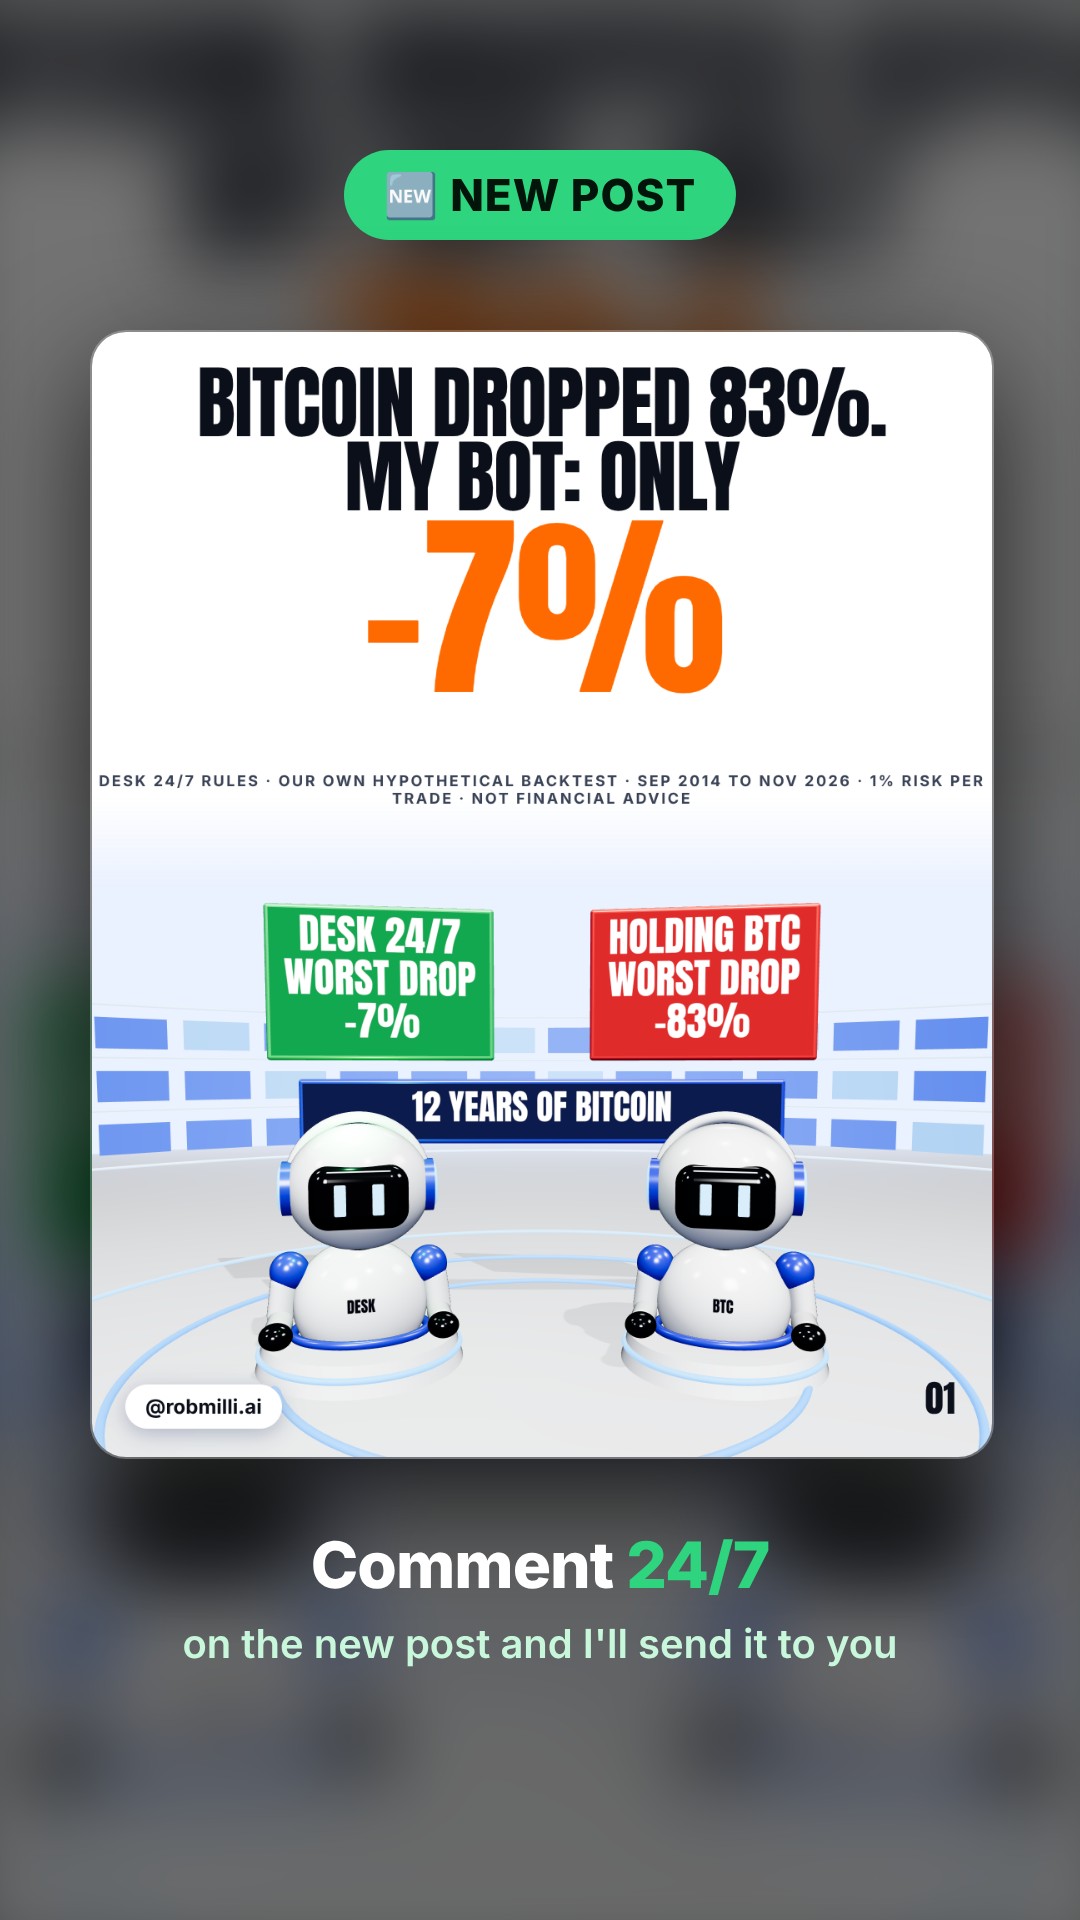 🆕 NEW POST
BITCOIN DROPPED 83%.
MY BOT: ONLY
-7%
DESK 24/7 RULES · OUR OWN HYPOTHETICAL BACKTEST · SEP 2014 TO NOV 2026 · 1% RISK PER
TRADE · NOT FINANCIAL ADVICE
DESK 24/7
WORST DROP
-7%
HOLDING BTC
WORST DROP
-83%
12 YEARS OF BITCOIN
DESK
BTC
@robmilli.ai
01
Comment 24/7
on the new post and I'll send it to you